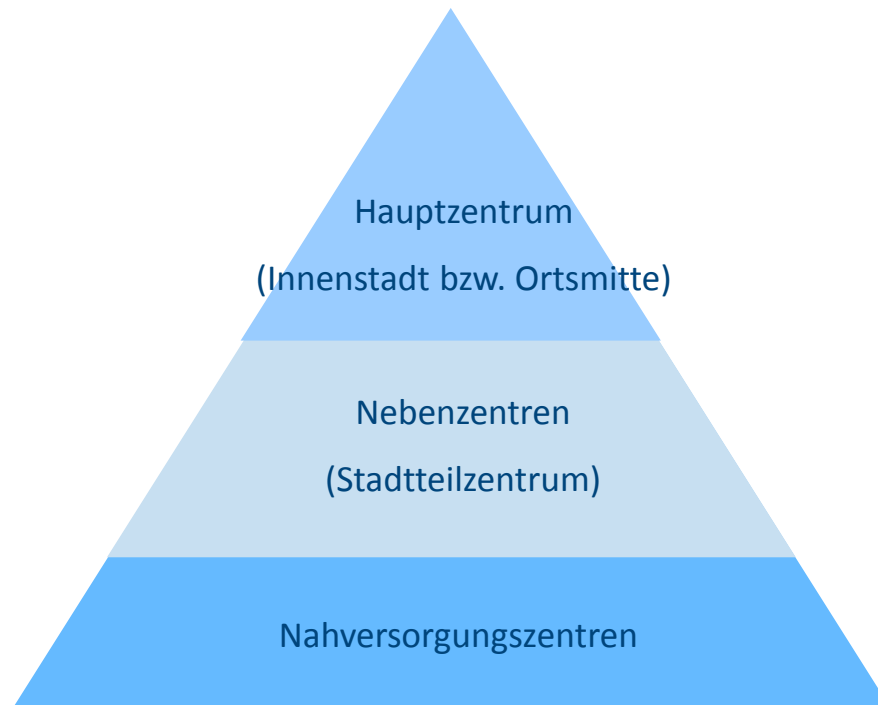 Hauptzentrum
(Innenstadt bzw. Ortsmitte)
Nebenzentren
(Stadtteilzentrum)
Nahversorgungszentren